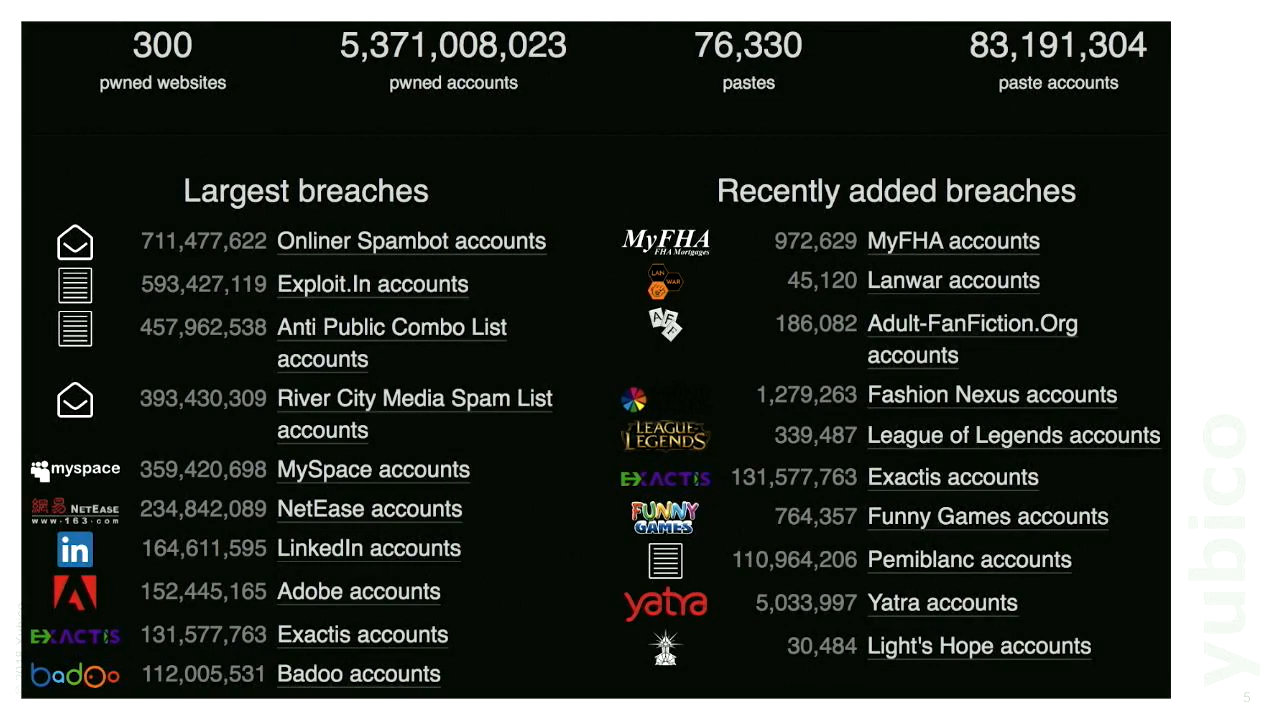 300
pwned websites
5,371,008,023
pwned accounts
76,330
pastes
83,191,304
paste accounts
Largest breaches
711,477,622 Onliner Spambot accounts
593,427,119 Exploit.In accounts
457,962,538 Anti Public Combo List
accounts
393,430,309 River City Media Spam List
accounts
myspace 359,420,698 MySpace accounts
網易 NETEASE
www.163.com
234,842,089 NetEase accounts
in 164,611,595 LinkedIn accounts
152,445,165 Adobe accounts
EXACTIS 131,577,763 Exactis accounts
badoo 112,005,531 Badoo accounts
Recently added breaches
MYFHA
FHA Mortgages
972,629 MyFHA accounts
LAN
WAR
45,120 Lanwar accounts
AFF
186,082 Adult-FanFiction.Org
accounts
1,279,263 Fashion Nexus accounts
LEAGUE
OF
LEGENDS
339,487 League of Legends accounts
EXACTIS 131,577,763 Exactis accounts
FUNNY
GAMES
764,357 Funny Games accounts
110,964,206 Pemiblanc accounts
yatra 5,033,997 Yatra accounts
30,484 Light's Hope accounts
yubico
5